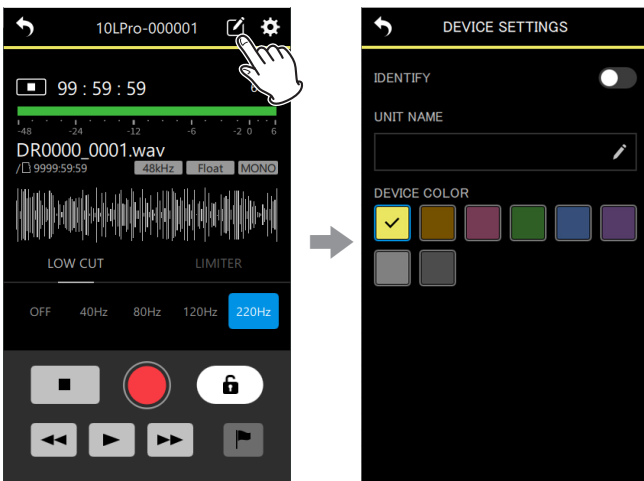 10LPro-000001
99 : 59 : 59
-48 -24 -12 -6 -2 0 6
DR0000_0001.wav
/ 9999:59:59 48kHz Float MONO
LOW CUT LIMITER
OFF 40Hz 80Hz 120Hz 220Hz
DEVICE SETTINGS
IDENTIFY
UNIT NAME
DEVICE COLOR